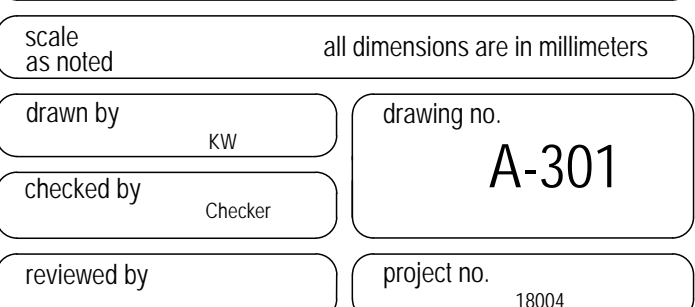 scale
as noted
all dimensions are in millimeters
drawn by
KW
drawing no.
A-301
checked by
Checker
reviewed by
project no.
18004